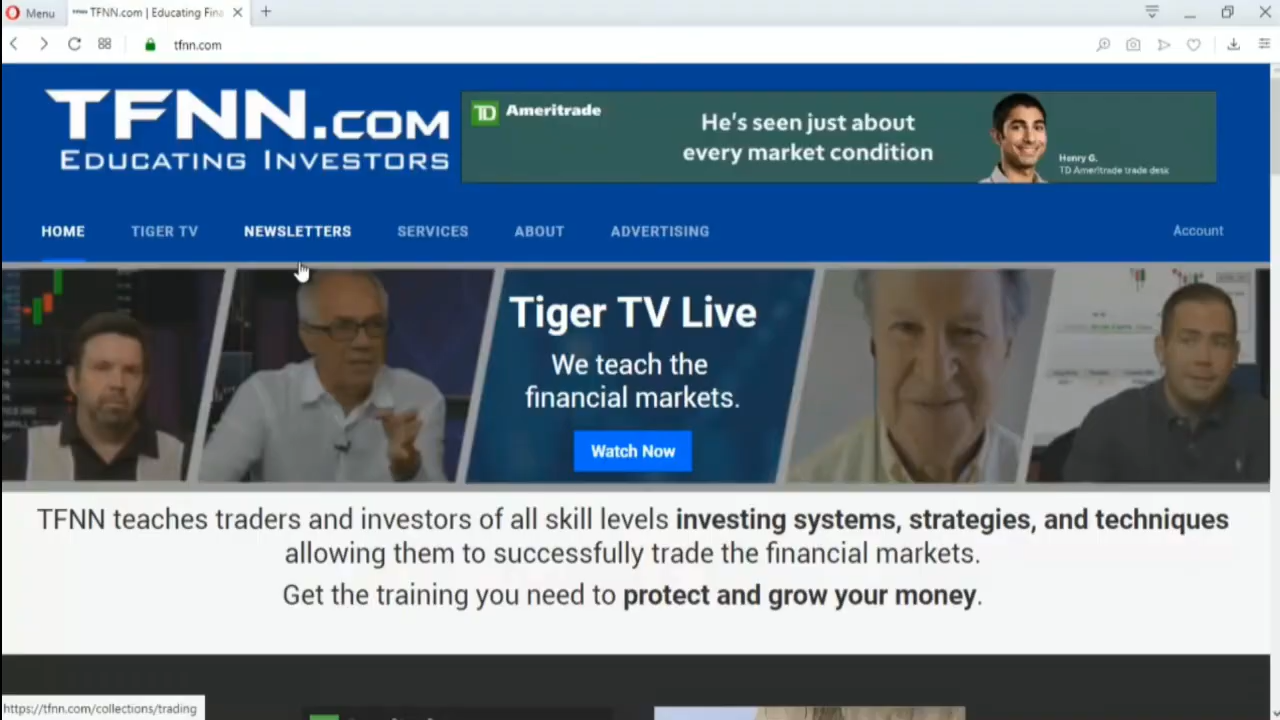 Menu
TFNN.com | Educating Fin
tfnn.com
TFNN.COM
EDUCATING INVESTORS
TD Ameritrade
He's seen just about
every market condition
Henry G.
TD Ameritrade trade desk
HOME TIGER TV NEWSLETTERS SERVICES ABOUT ADVERTISING Account
Tiger TV Live
We teach the
financial markets.
Watch Now
TFNN teaches traders and investors of all skill levels investing systems, strategies, and techniques
allowing them to successfully trade the financial markets.
Get the training you need to protect and grow your money.
https://tfnn.com/collections/trading